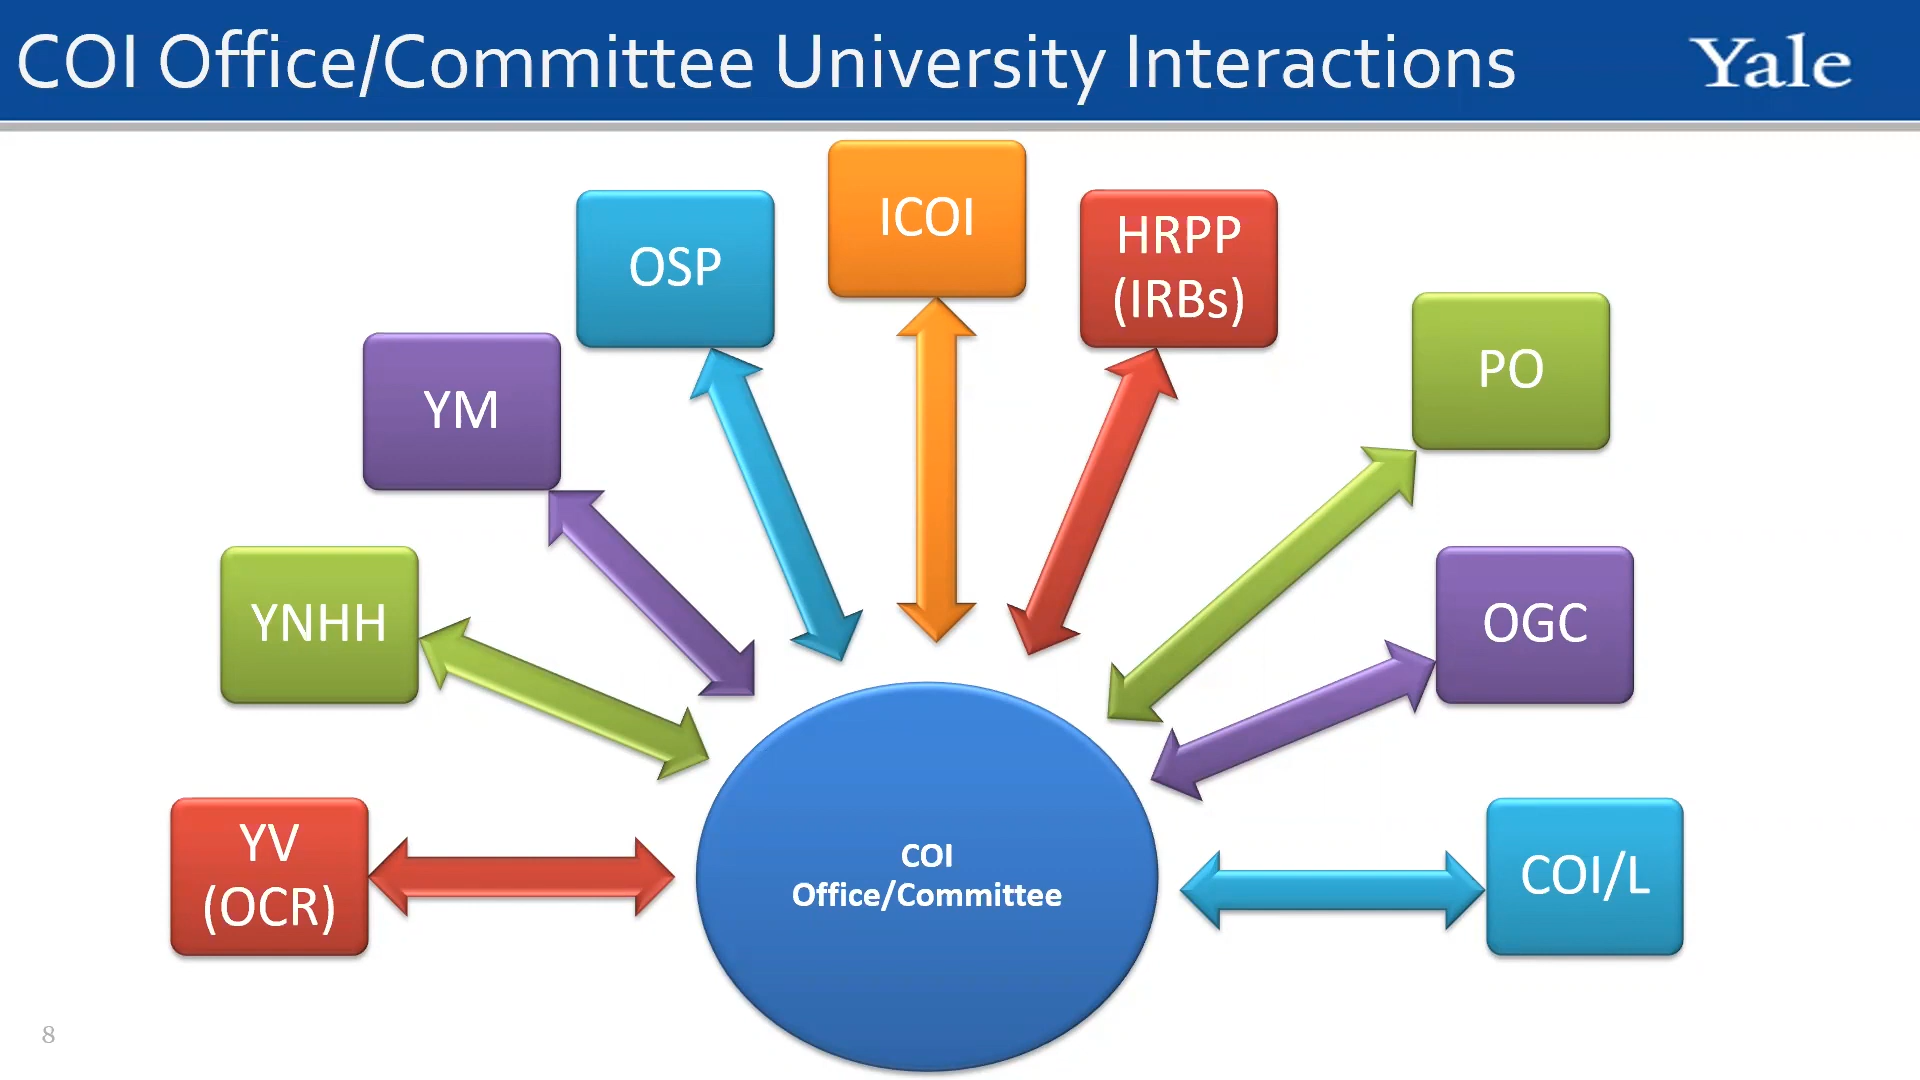 COI Office/Committee University Interactions
Yale
ICOI
OSP
HRPP
(IRBs)
YM
PO
YNHH
OGC
YV
(OCR)
COI
Office/Committee
COI/L
8